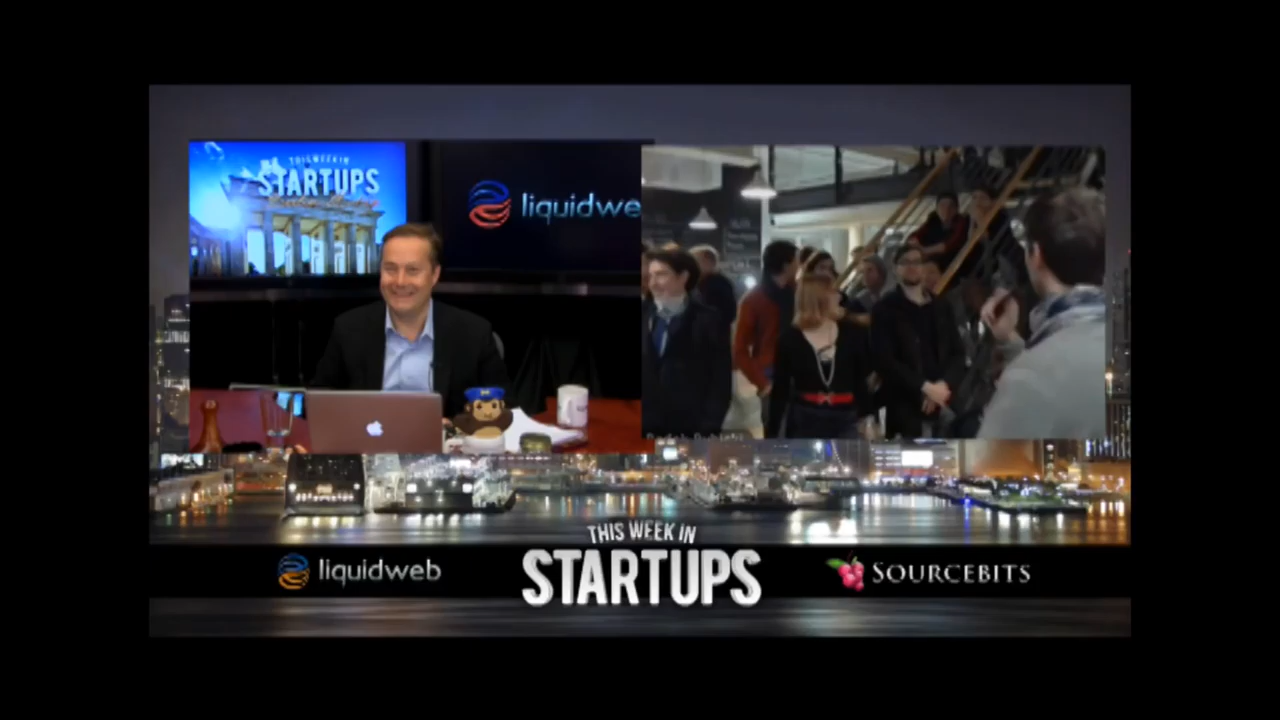 THIS WEEK IN
STARTUPS
liquidwe
THIS WEEK IN
STARTUPS
liquidweb
SOURCEBITS